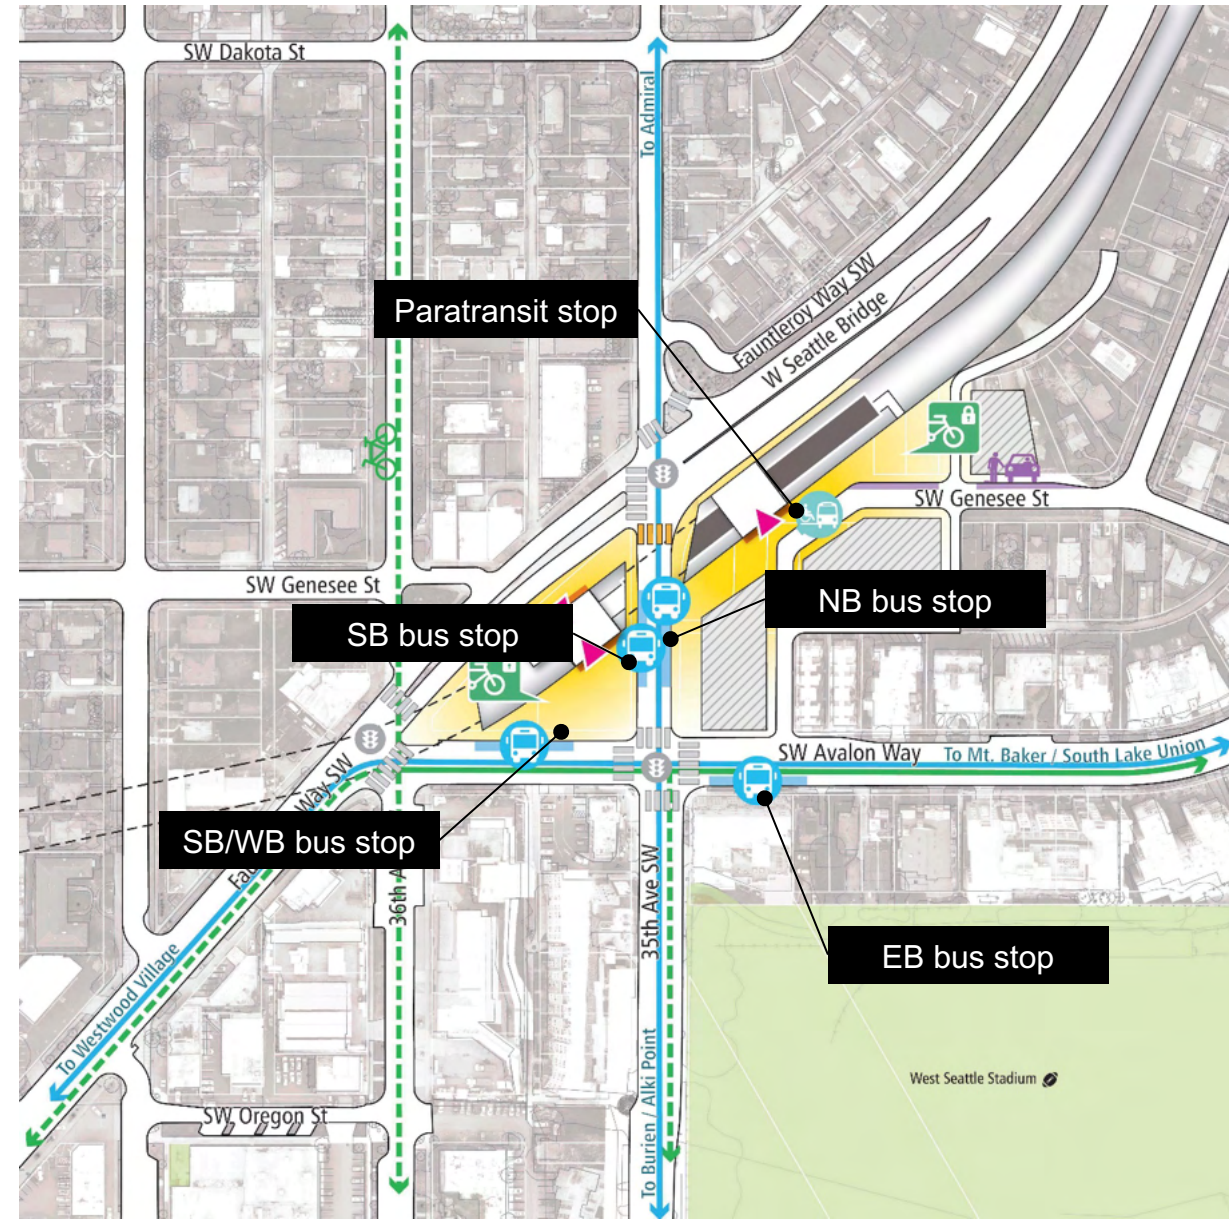 SW Dakota St
To Admiral
Paratransit stop
Fauntleroy Way SW
W Seattle Bridge
SW Genesee St
SW Genesee St
NB bus stop
SB bus stop
SW Avalon Way
To Mt. Baker / South Lake Union
Way SW
SB/WB bus stop
36th A
35th Ave SW
EB bus stop
To Westwood Village
To Burien / Alki Point
West Seattle Stadium
SW Oregon St